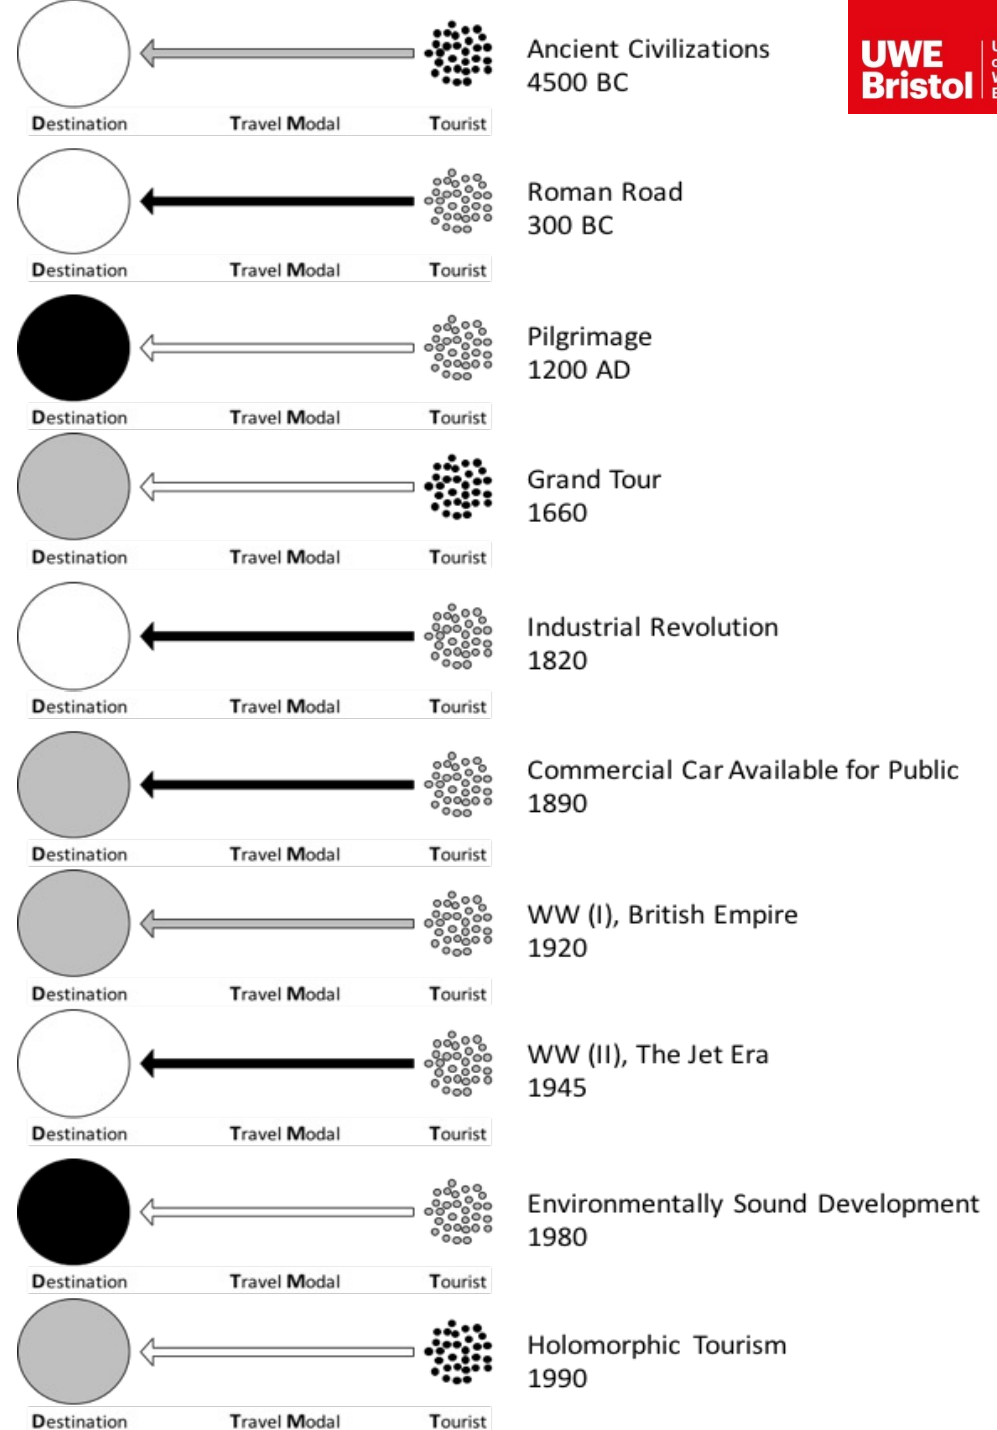 Ancient Civilizations
4500 BC
UWE
Bristol
Destination Travel Modal Tourist
Roman Road
300 BC
Destination Travel Modal Tourist
Pilgrimage
1200 AD
Destination Travel Modal Tourist
Grand Tour
1660
Destination Travel Modal Tourist
Industrial Revolution
1820
Destination Travel Modal Tourist
Commercial Car Available for Public
1890
Destination Travel Modal Tourist
WW (I), British Empire
1920
Destination Travel Modal Tourist
WW (II), The Jet Era
1945
Destination Travel Modal Tourist
Environmentally Sound Development
1980
Destination Travel Modal Tourist
Holomorphic Tourism
1990
Destination Travel Modal Tourist